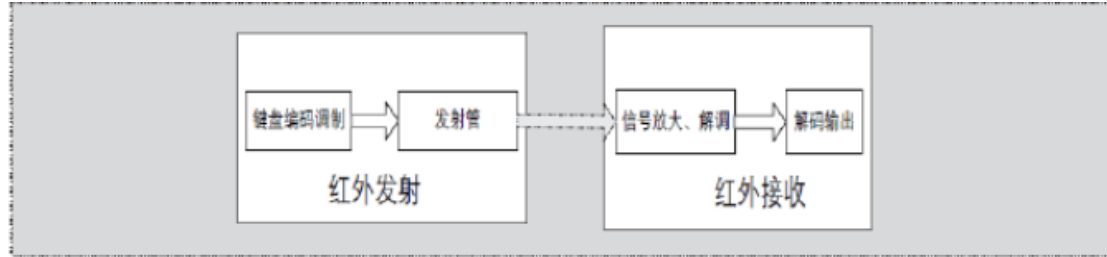 键盘编码调制
发射管
信号放大、解调
解码输出
红外发射
红外接收